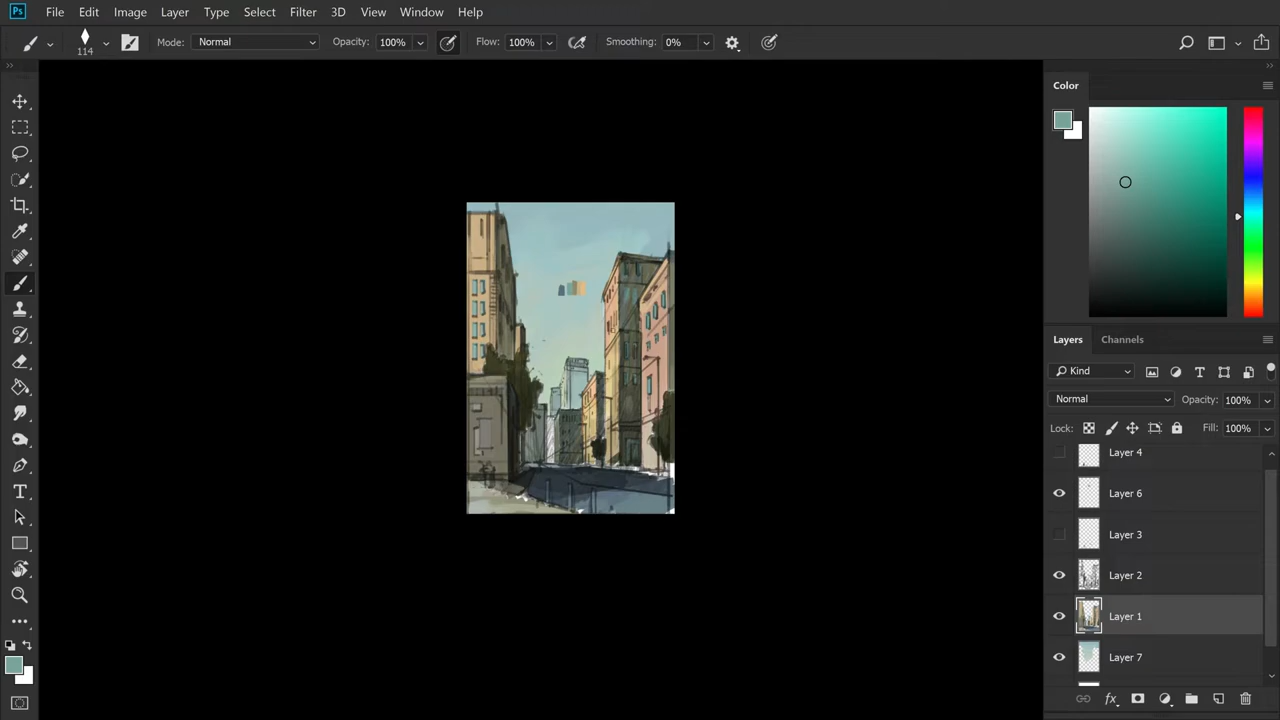 Ps File Edit Image Layer Type Select Filter 3D View Window Help
114 Mode: Normal Opacity: 100% Flow: 100% Smoothing: 0%
Color
Layers Channels
Kind
Normal Opacity: 100%
Lock: Fill: 100%
Layer 4
Layer 6
Layer 3
Layer 2
Layer 1
Layer 7